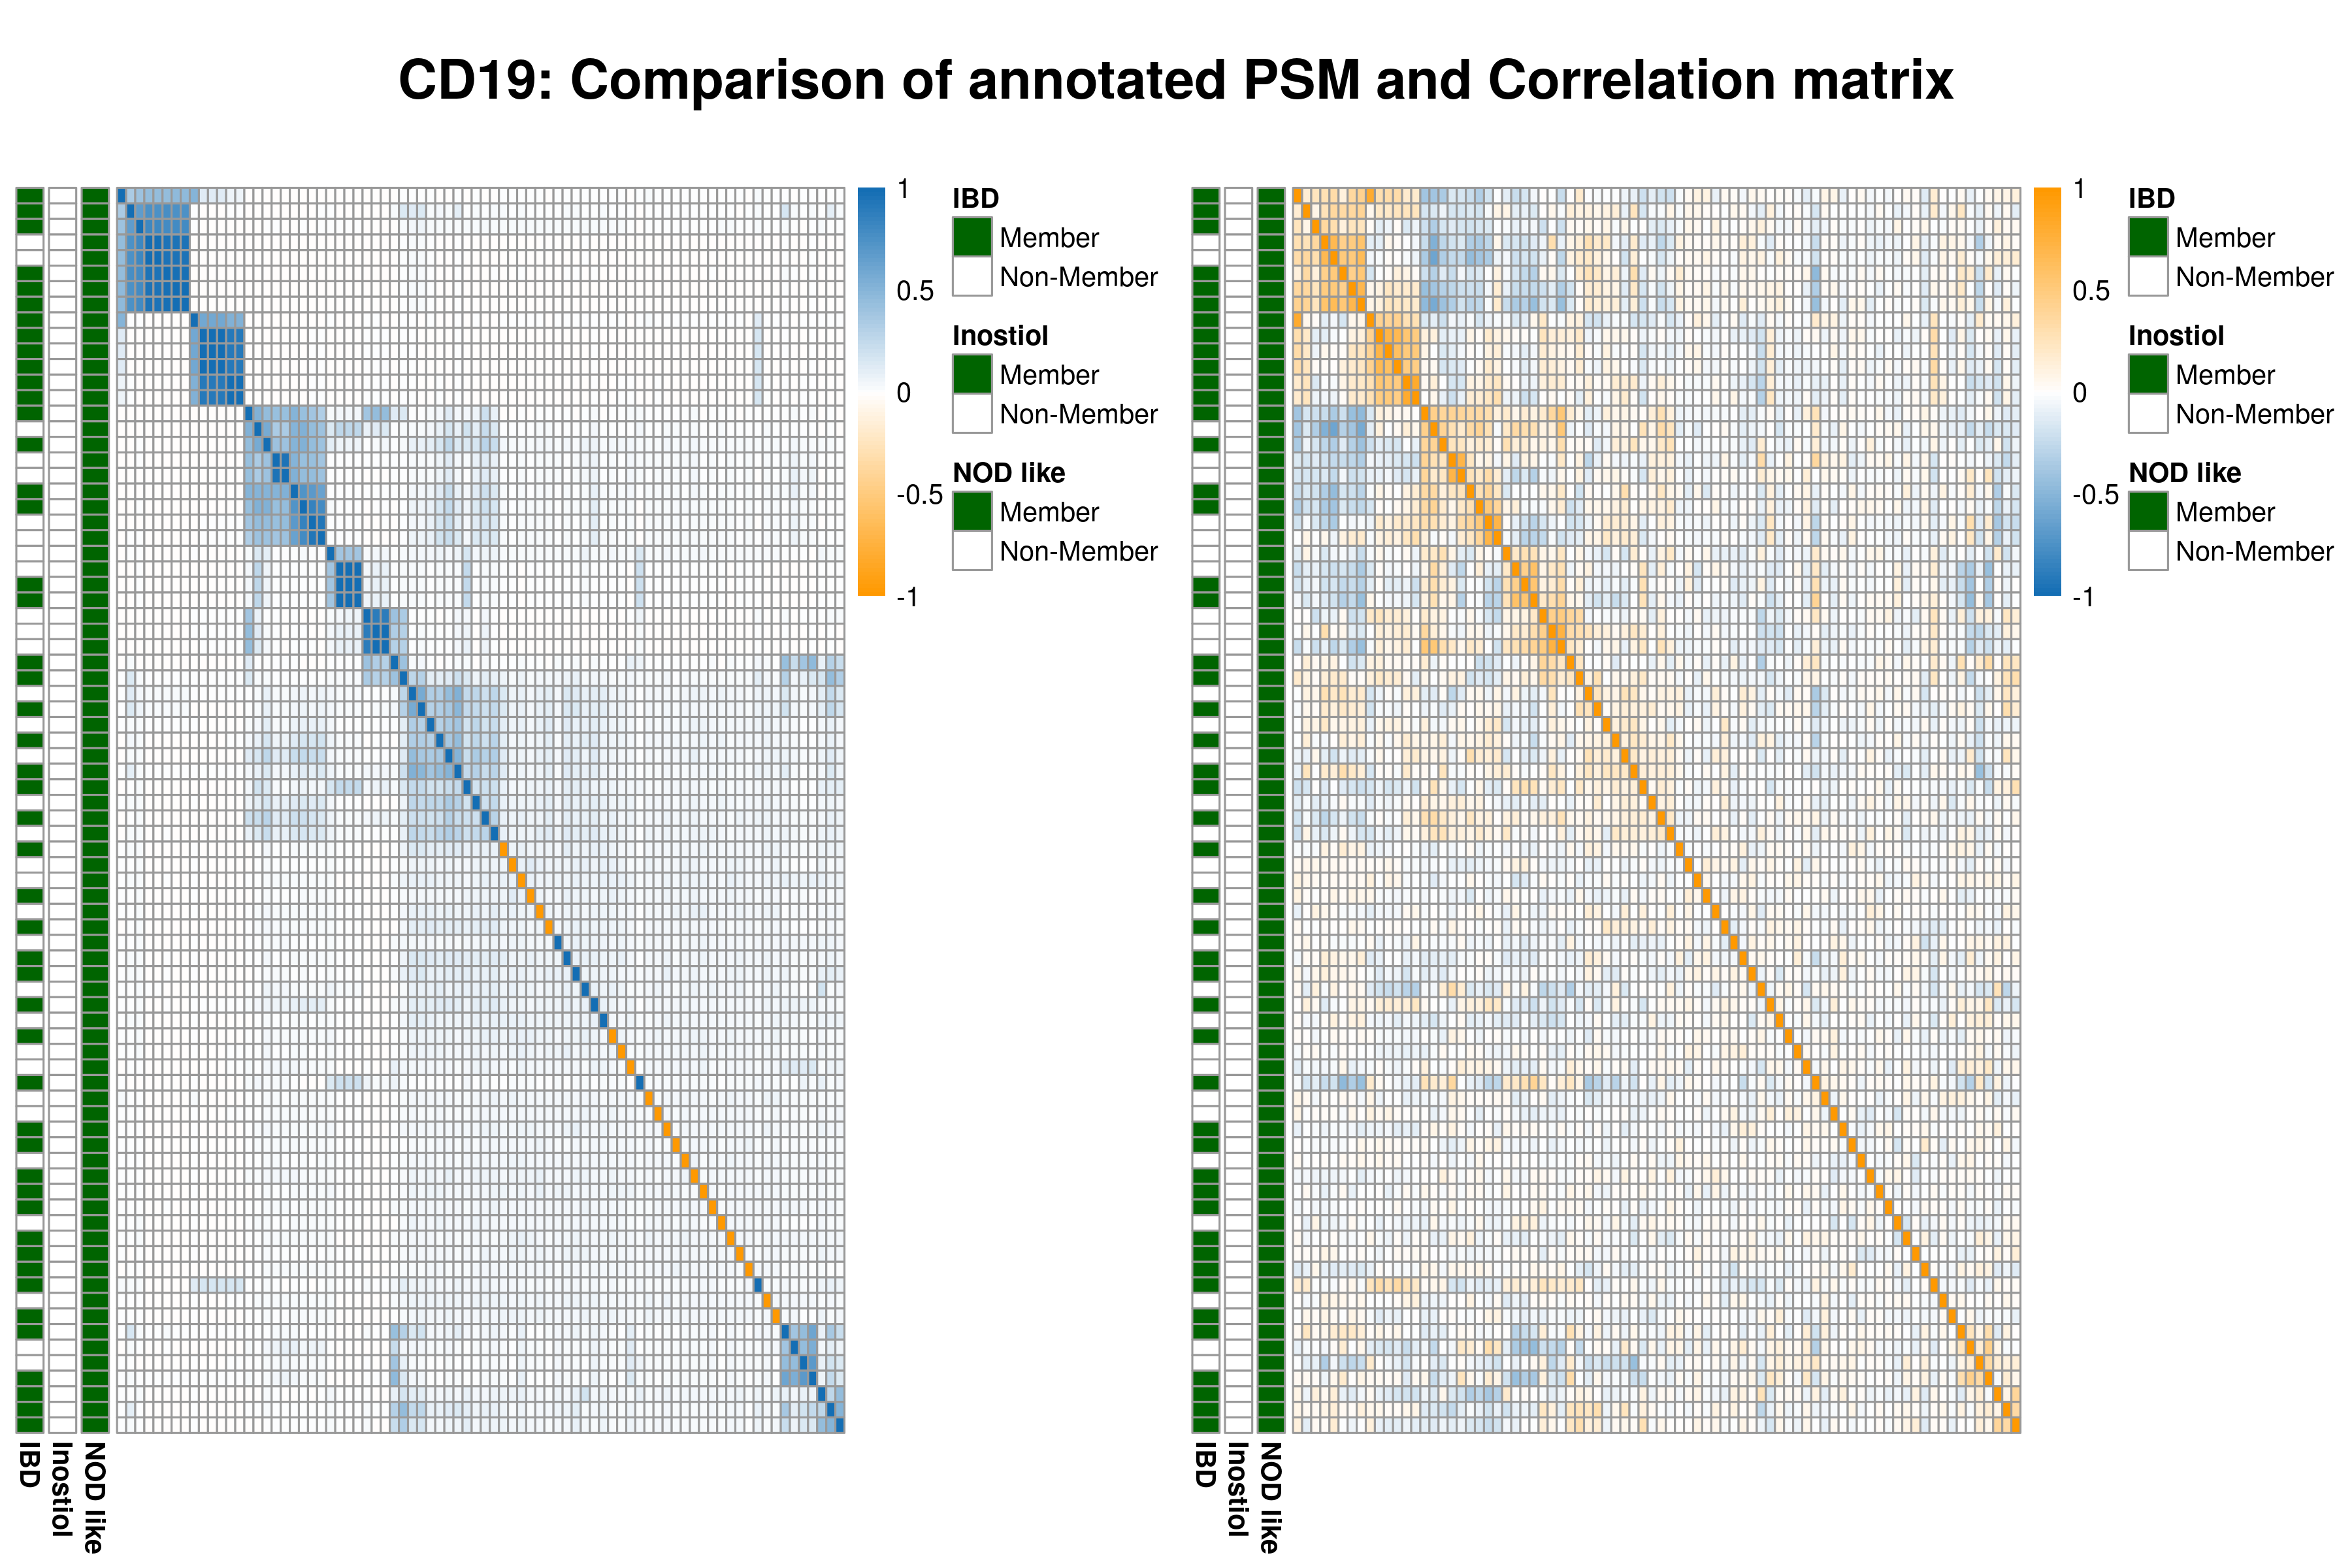 CD19: Comparison of annotated PSM and Correlation matrix
1
0.5
0
-0.5
-1
IBD
Member
Non-Member
Inostiol
Member
Non-Member
NOD like
Member
Non-Member
IBD
Inostiol
NOD like
1
0.5
0
-0.5
-1
IBD
Member
Non-Member
Inostiol
Member
Non-Member
NOD like
Member
Non-Member
IBD
Inostiol
NOD like